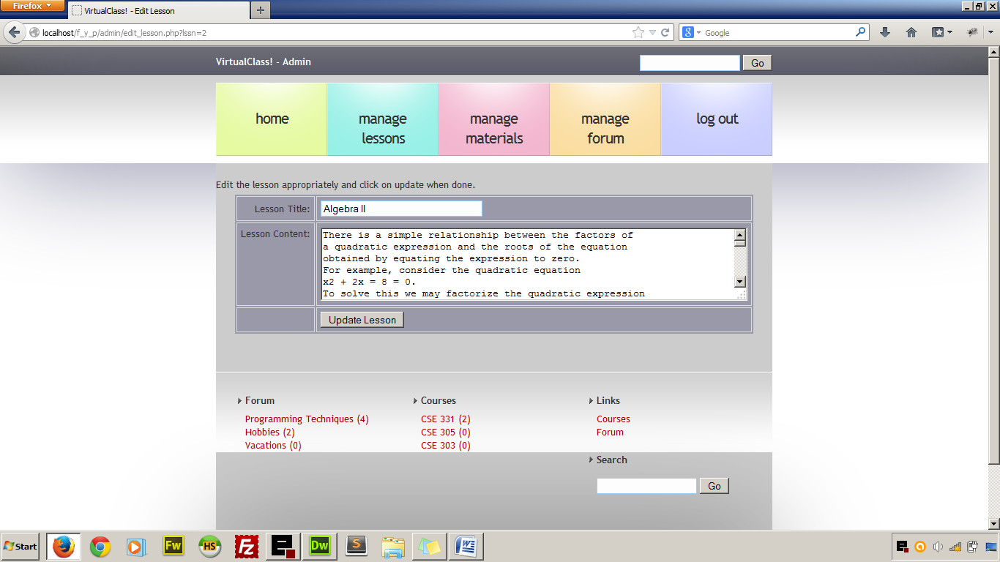 Firefox
VirtualClass! - Edit Lesson
localhost/f_y_p/admin/edit_lesson.php?lssn=2
Google
VirtualClass! - Admin
Go
home
manage
lessons
manage
materials
manage
forum
log out
Edit the lesson appropriately and click on update when done.
Lesson Title:
Algebra II
Lesson Content:
There is a simple relationship between the factors of
a quadratic expression and the roots of the equation
obtained by equating the expression to zero.
For example, consider the quadratic equation
x2 + 2x = 8 = 0.
To solve this we may factorize the quadratic expression
Update Lesson
Forum
Programming Techniques (4)
Hobbies (2)
Vacations (0)
Courses
CSE 331 (2)
CSE 305 (0)
CSE 303 (0)
Links
Courses
Forum
Search
Go
Start
Fw
HS
Fz
Dw
S
W